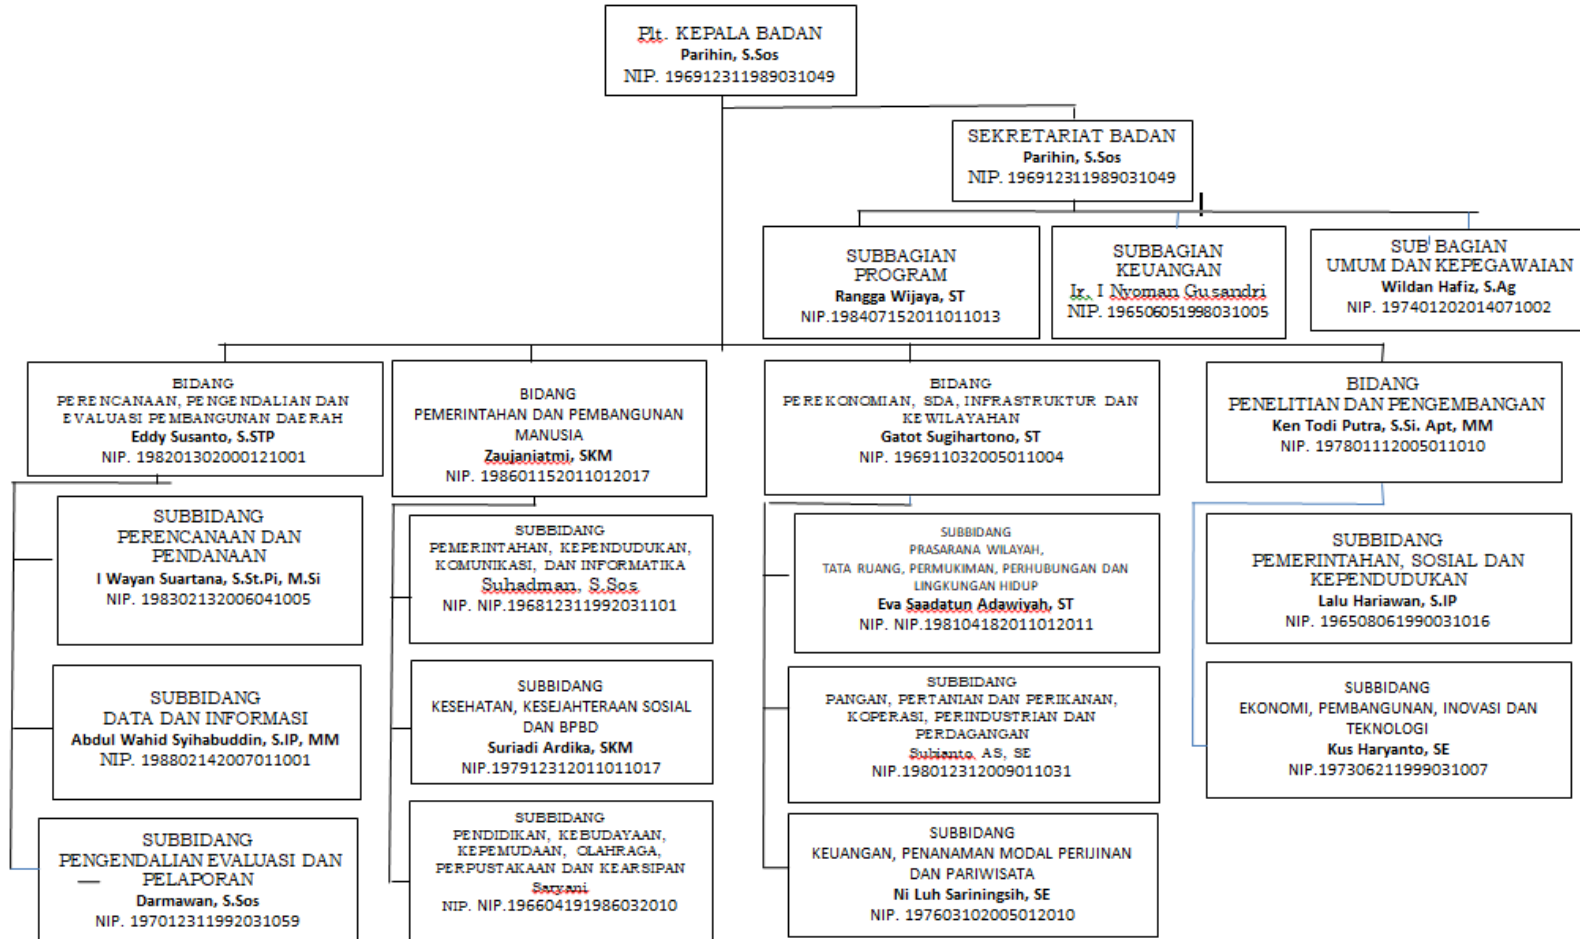 Plt. KEPALA BADAN
Parihin, S.Sos
NIP. 196912311989031049
SEKRETARIAT BADAN
Parihin, S.Sos
NIP. 196912311989031049
SUBBAGIAN
PROGRAM
Rangga Wijaya, ST
NIP.198407152011011013
SUBBAGIAN
KEUANGAN
Ir. I Nyoman Gusandri
NIP. 196506051998031005
SUB BAGIAN
UMUM DAN KEPEGAWAIAN
Wildan Hafiz, S.Ag
NIP. 197401202014071002
BIDANG
PERENCANAAN, PENGENDALIAN DAN
EVALUASI PEMBANGUNAN DAERAH
Eddy Susanto, S.STP
NIP. 198201302000121001
BIDANG
PEMERINTAHAN DAN PEMBANGUNAN
MANUSIA
Zaujaniatmi, SKM
NIP. 198601152011012017
BIDANG
PEREKONOMIAN, SDA, INFRASTRUKTUR DAN
KEWILAYAHAN
Gatot Sugihartono, ST
NIP. 196911032005011004
BIDANG
PENELITIAN DAN PENGEMBANGAN
Ken Todi Putra, S.Si. Apt, MM
NIP. 197801112005011010
SUBBIDANG
PERENCANAAN DAN
PENDANAAN
I Wayan Suartana, S.St.Pi, M.Si
NIP. 198302132006041005
SUBBIDANG
PEMERINTAHAN, KEPENDUDUKAN,
KOMUNIKASI, DAN INFORMATIKA
Suhadman, S.Sos
NIP. NIP.196812311992031101
SUBBIDANG
PRASARANA WILAYAH,
TATA RUANG, PERMUKIMAN, PERHUBUNGAN DAN
LINGKUNGAN HIDUP
Eva Saadatun Adawiyah, ST
NIP. NIP.198104182011012011
SUBBIDANG
PEMERINTAHAN, SOSIAL DAN
KEPENDUDUKAN
Lalu Hariawan, S.IP
NIP. 196508061990031016
SUBBIDANG
DATA DAN INFORMASI
Abdul Wahid Syihabuddin, S.IP, MM
NIP. 198802142007011001
SUBBIDANG
KESEHATAN, KESEJAHTERAAN SOSIAL
DAN BPBD
Suriadi Ardika, SKM
NIP.197912312011011017
SUBBIDANG
PANGAN, PERTANIAN DAN PERIKANAN,
KOPERASI, PERINDUSTRIAN DAN
PERDAGANGAN
Subianto, AS, SE
NIP.198012312009011031
SUBBIDANG
EKONOMI, PEMBANGUNAN, INOVASI DAN
TEKNOLOGI
Kus Haryanto, SE
NIP.197306211999031007
SUBBIDANG
PENGENDALIAN EVALUASI DAN
PELAPORAN
Darmawan, S.Sos
NIP. 197012311992031059
SUBBIDANG
PENDIDIKAN, KEBUDAYAAN,
KEPEMUDAAN, OLAHRAGA,
PERPUSTAKAAN DAN KEARSIPAN
Saryani
NIP. NIP.196604191986032010
SUBBIDANG
KEUANGAN, PENANAMAN MODAL PERIJINAN
DAN PARIWISATA
Ni Luh Sariningsih, SE
NIP. 197603102005012010